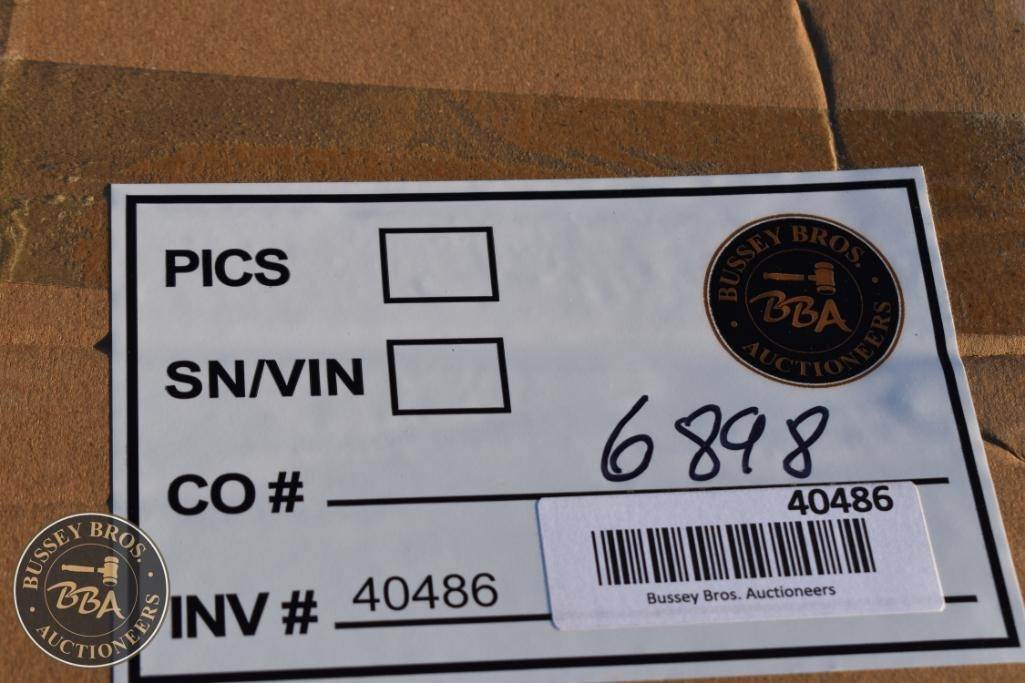 PICS
BUSSEY BROS.
BBA
AUCTIONEERS
SN/VIN
CO # 6898
40486
Bussey Bros. Auctioneers
INV # 40486
BUSSEY BROS.
BBA
AUCTIONEERS